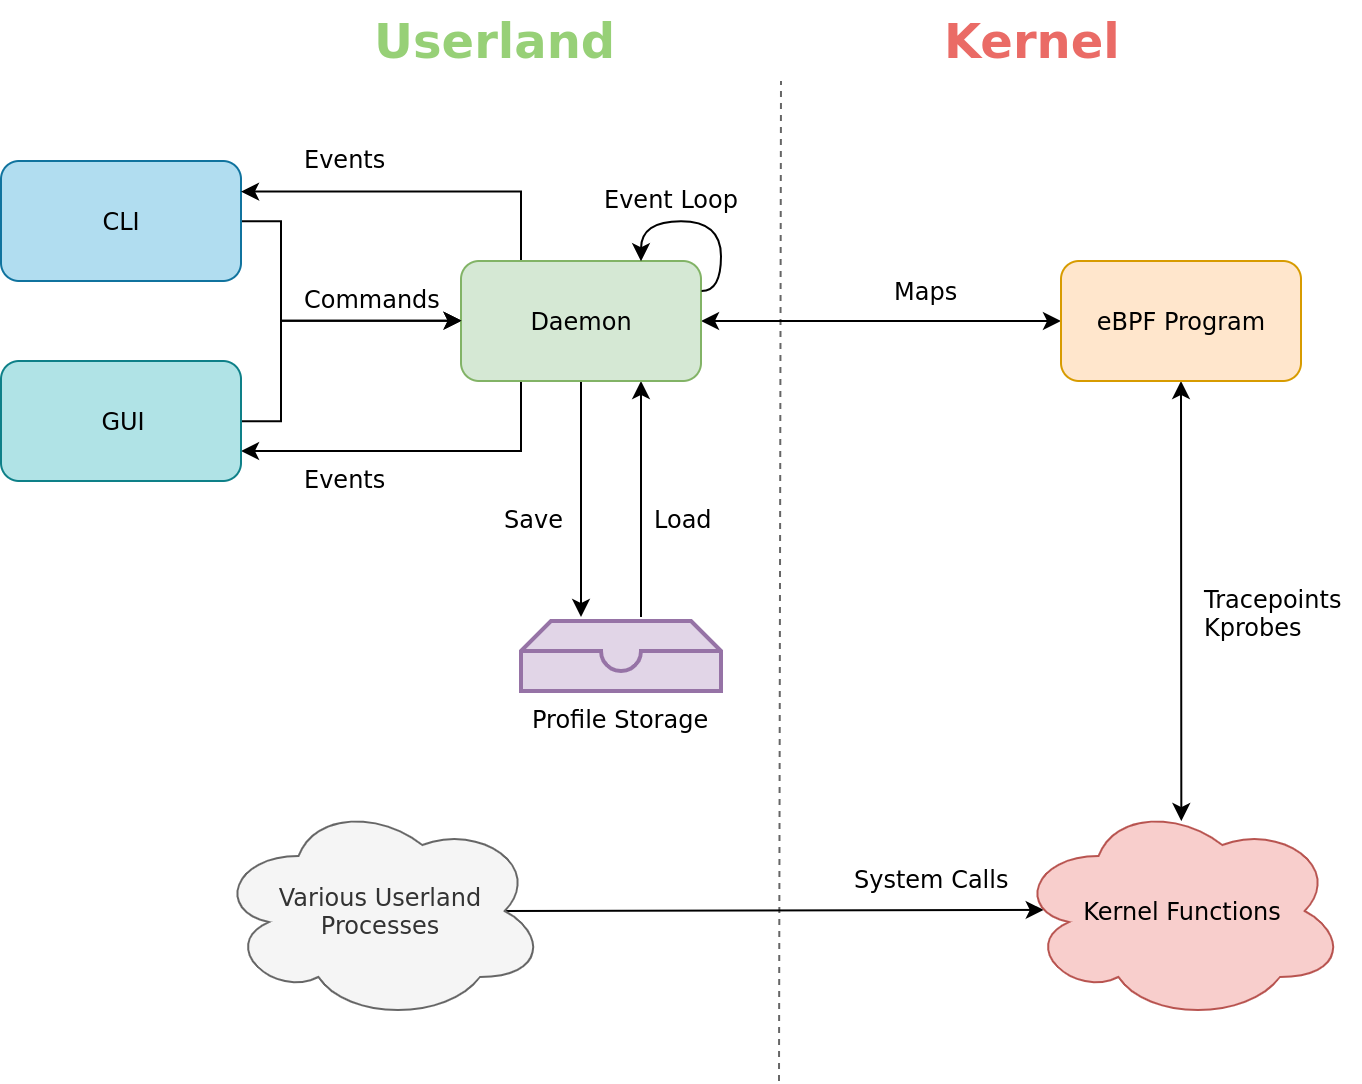 Userland
Kernel
Events
CLI
Event Loop
Commands
Maps
Daemon
eBPF Program
GUI
Events
Save
Load
Tracepoints
Kprobes
Profile Storage
System Calls
Various Userland
Processes
Kernel Functions